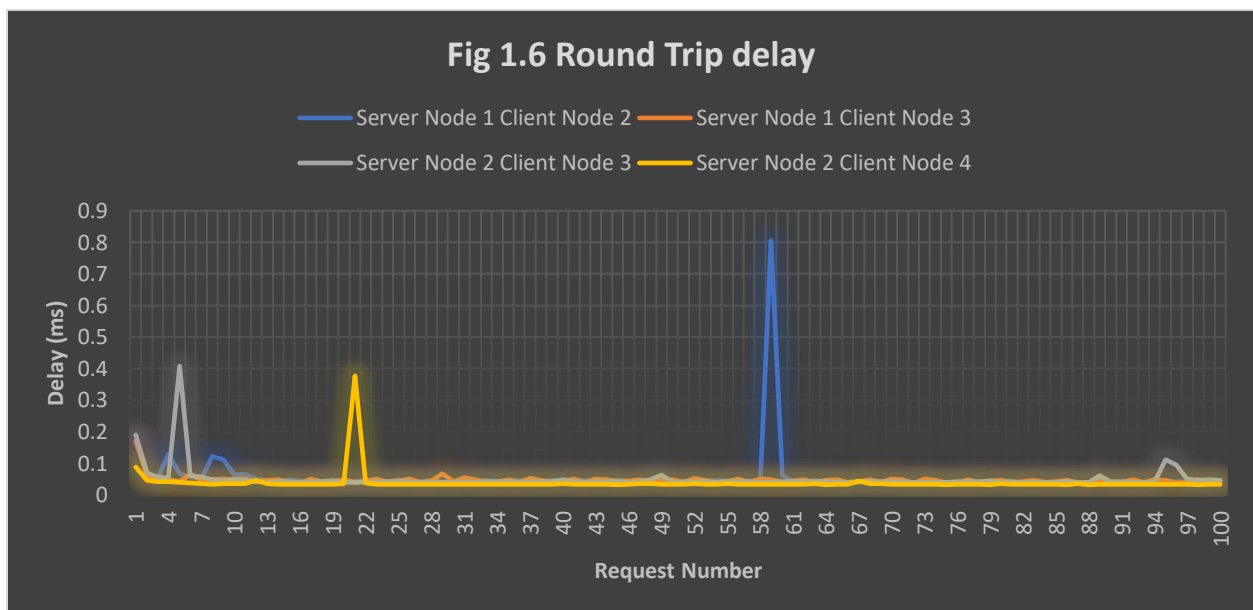 Fig 1.6 Round Trip delay
Server Node 1 Client Node 2 Server Node 1 Client Node 3
Server Node 2 Client Node 3 Server Node 2 Client Node 4
0.9
0.8
0.7
0.6
0.5
0.4
0.3
0.2
0.1
0
Delay (ms)
1 4 7 10 13 16 19 22 25 28 31 34 37 40 43 46 49 52 55 58 61 64 67 70 73 76 79 82 85 88 91 94 97 100
Request Number